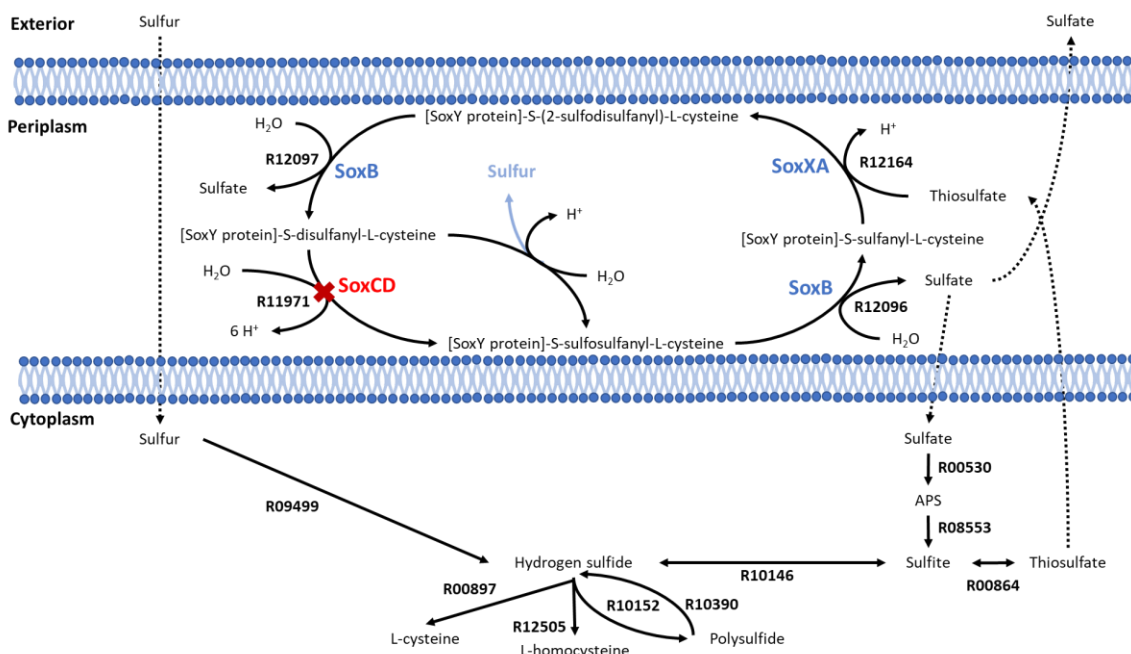 Exterior
Sulfur
Sulfate
Periplasm
[SoxY protein]-S-(2-sulfodisulfanyl)-L-cysteine
H₂O
H⁺
R12097
SoxB
Sulfur
SoxXA
R12164
Sulfate
Thiosulfate
H⁺
[SoxY protein]-S-disulfanyl-L-cysteine
[SoxY protein]-S-sulfanyl-L-cysteine
H₂O
SoxCD
H₂O
SoxB
Sulfate
R11971
R12096
6 H⁺
[SoxY protein]-S-sulfosulfanyl-L-cysteine
H₂O
Cytoplasm
Sulfur
Sulfate
R00530
APS
R09499
R08553
Hydrogen sulfide
Sulfite
Thiosulfate
R10146
R00864
R00897
R10152
R10390
R12505
L-cysteine
Polysulfide
L-homocysteine